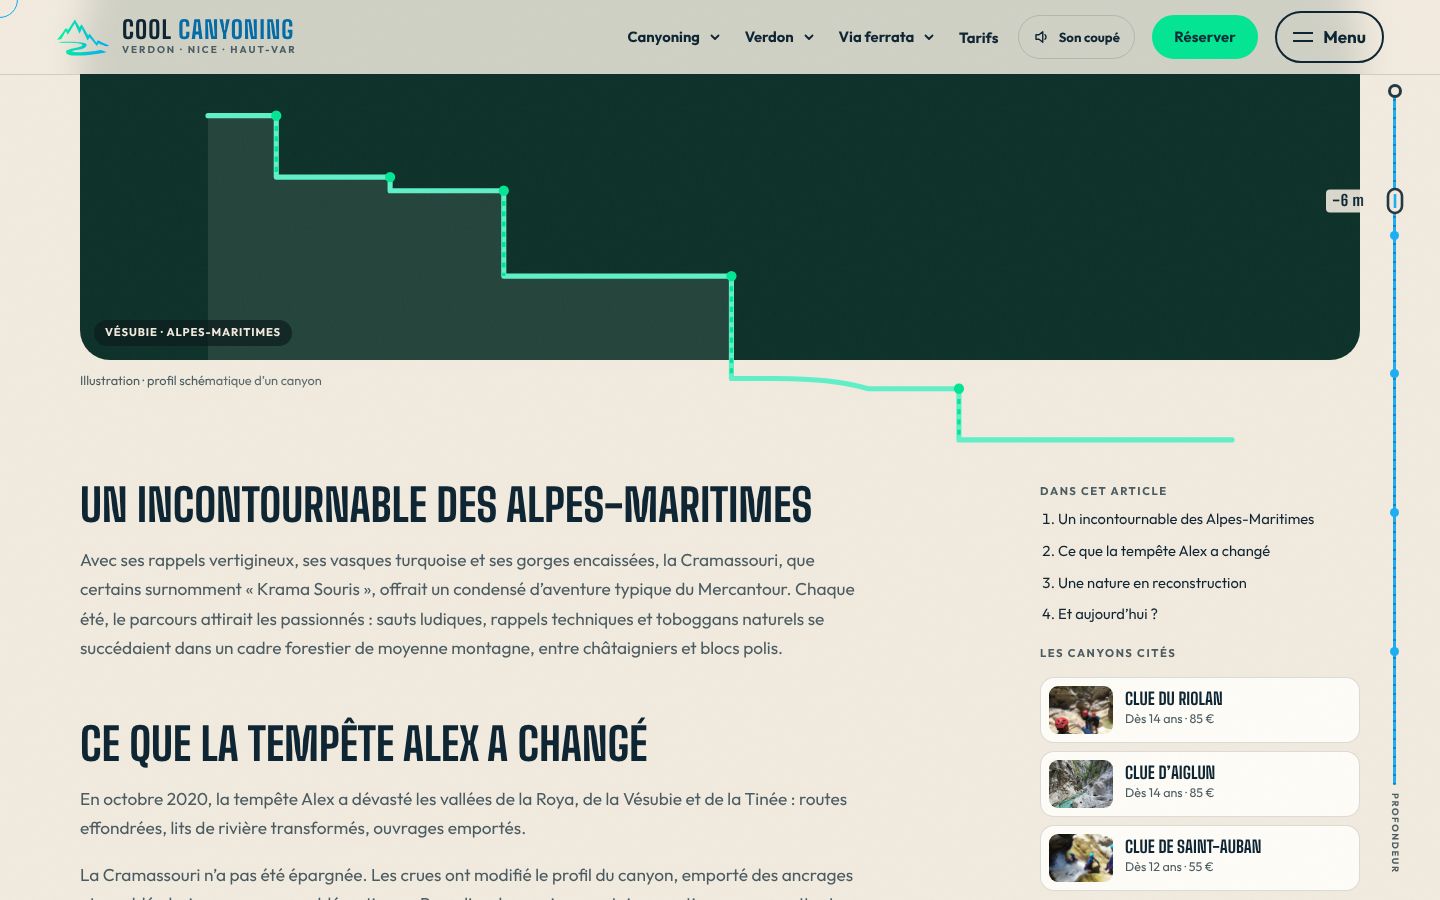 COOL CANYONING
VERDON · NICE · HAUT-VAR
Canyoning
Verdon
Via ferrata
Tarifs
Son coupé
Réserver
Menu
-6 m
VÉSUBIE · ALPES-MARITIMES
Illustration · profil schématique d'un canyon
UN INCONTOURNABLE DES ALPES-MARITIMES
Avec ses rappels vertigineux, ses vasques turquoise et ses gorges encaissées, la Cramassouri, que
certains surnomment « Krama Souris », offrait un condensé d'aventure typique du Mercantour. Chaque
été, le parcours attirait les passionnés : sauts ludiques, rappels techniques et toboggans naturels se
succédaient dans un cadre forestier de moyenne montagne, entre châtaigniers et blocs polis.
CE QUE LA TEMPÊTE ALEX A CHANGÉ
En octobre 2020, la tempête Alex a dévasté les vallées de la Roya, de la Vésubie et de la Tinée : routes
effondrées, lits de rivière transformés, ouvrages emportés.
La Cramassouri n'a pas été épargnée. Les crues ont modifié le profil du canyon, emporté des ancrages
DANS CET ARTICLE
1. Un incontournable des Alpes-Maritimes
2. Ce que la tempête Alex a changé
3. Une nature en reconstruction
4. Et aujourd'hui ?
LES CANYONS CITÉS
CLUE DU RIOLAN
Dès 14 ans · 85 €
CLUE D'AIGLUN
Dès 14 ans · 85 €
CLUE DE SAINT-AUBAN
Dès 12 ans · 55 €
PROFONDEUR